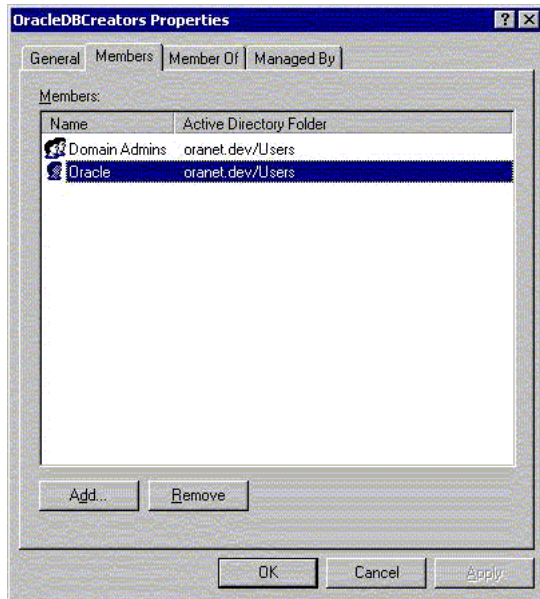 OracleDBCreators Properties
General Members Member Of Managed By
Members:
Name Active Directory Folder
Domain Admins oranet.dev/Users
Oracle oranet.dev/Users
Add... Remove
OK Cancel Apply